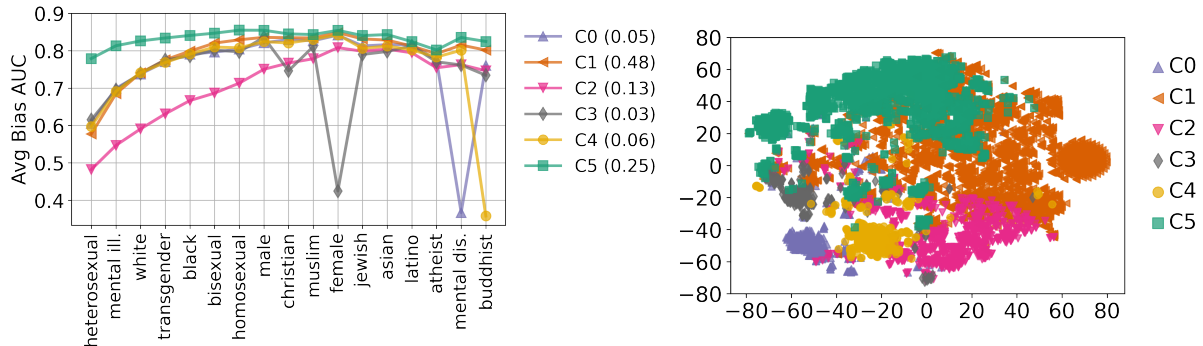 Avg Bias AUC
0.9
0.8
0.7
0.6
0.5
0.4
heterosexual
mental ill.
white
transgender
black
bisexual
homosexual
male
christian
muslim
female
jewish
asian
latino
atheist
mental dis.
buddhist
C0 (0.05)
C1 (0.48)
C2 (0.13)
C3 (0.03)
C4 (0.06)
C5 (0.25)
80
60
40
20
0
−20
−40
−60
−80
−80 −60 −40 −20 0 20 40 60 80
C0
C1
C2
C3
C4
C5